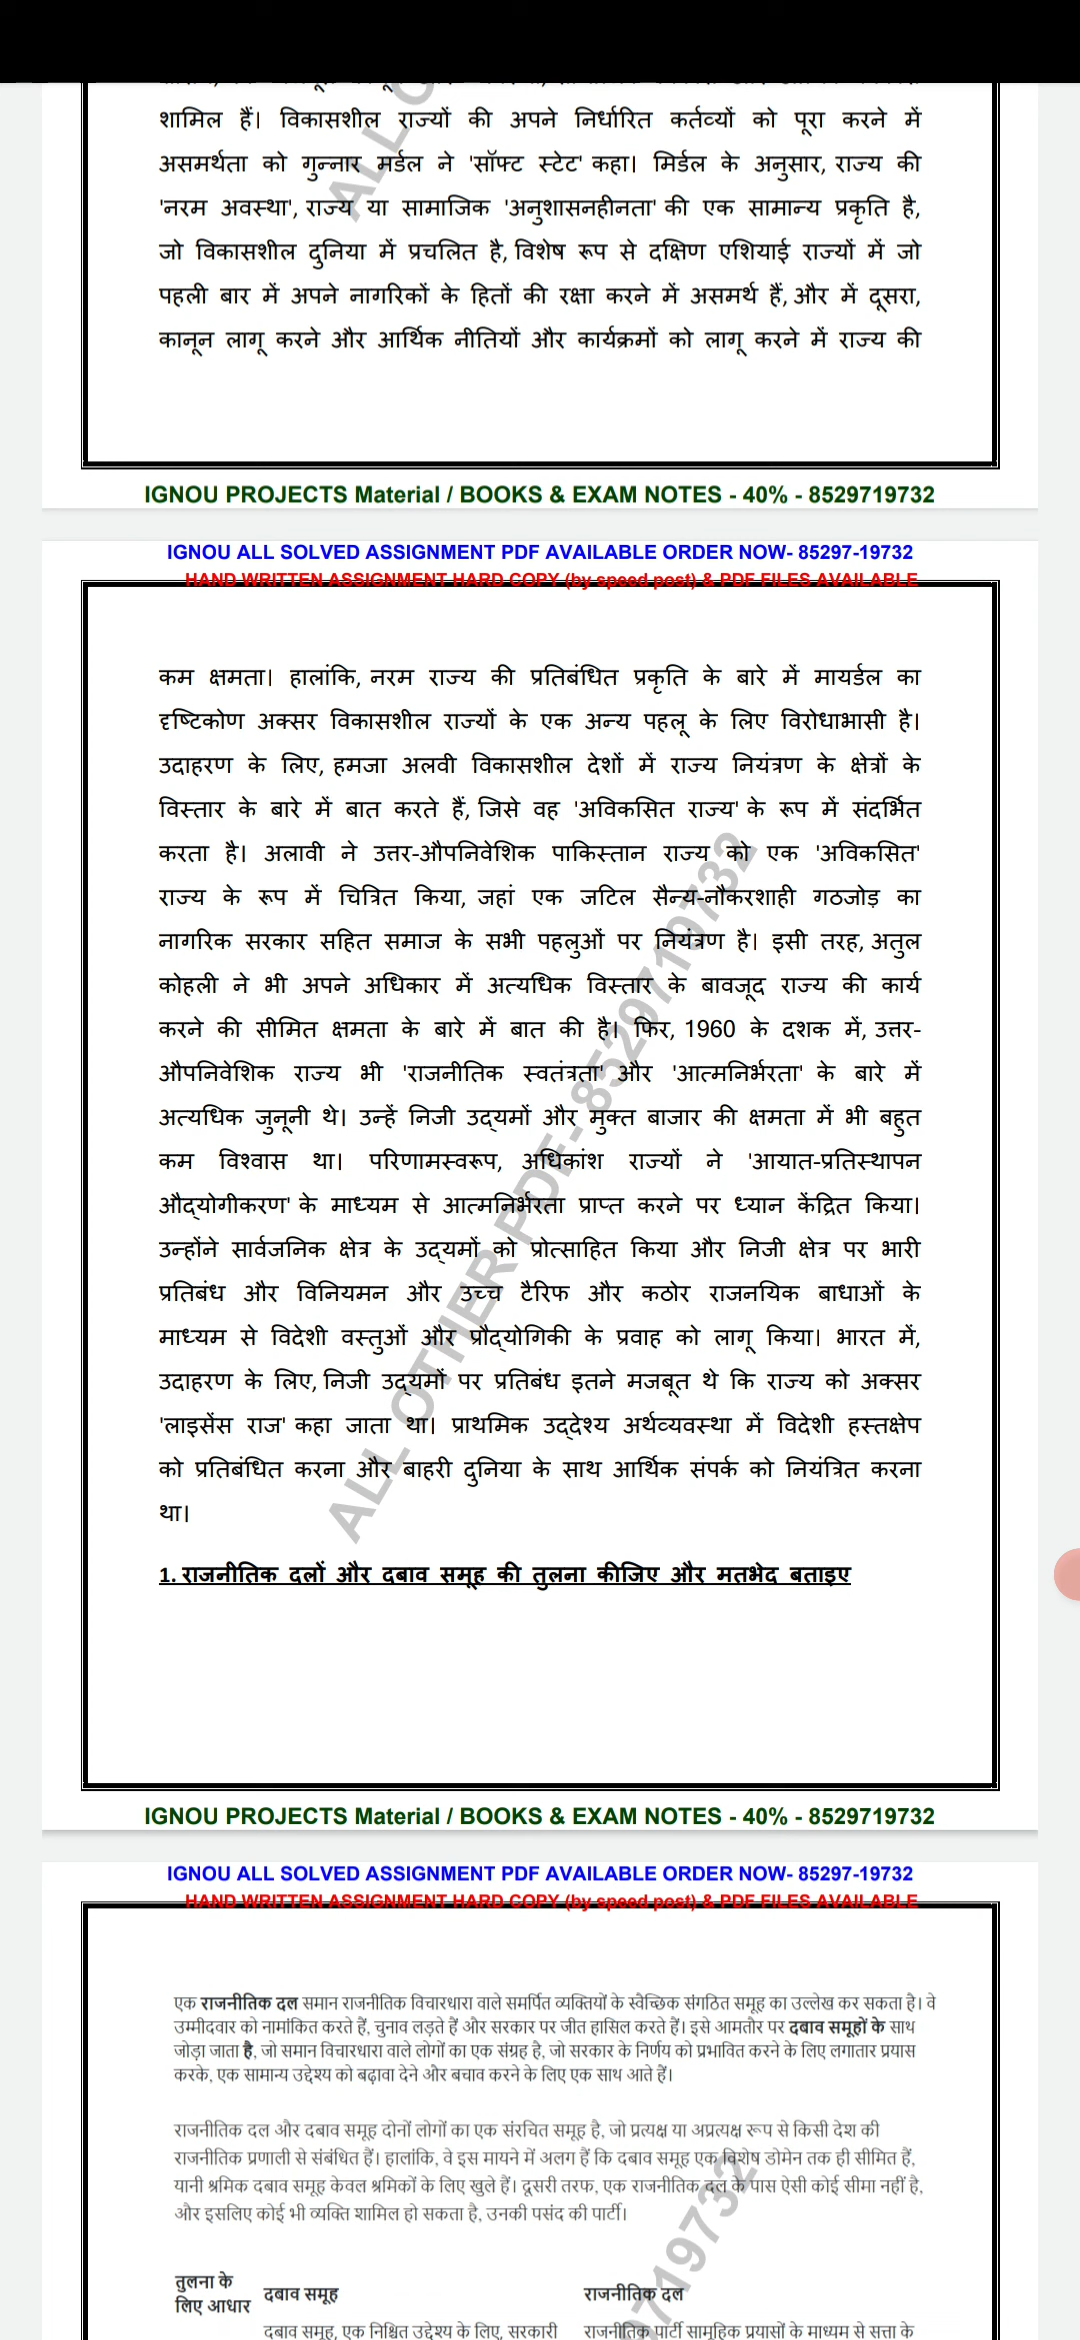 शामिल हैं। विकासशील राज्यों की अपने निर्धारित कर्तव्यों को पूरा करने में
असमर्थता को गुन्नार मर्डल ने 'सॉफ्ट स्टेट' कहा। मिर्डल के अनुसार, राज्य की
'नरम अवस्था', राज्य या सामाजिक 'अनुशासनहीनता' की एक सामान्य प्रकृति है,
जो विकासशील दुनिया में प्रचलित है, विशेष रूप से दक्षिण एशियाई राज्यों में जो
पहली बार में अपने नागरिकों के हितों की रक्षा करने में असमर्थ हैं, और में दूसरा,
कानून लागू करने और आर्थिक नीतियों और कार्यक्रमों को लागू करने में राज्य की
ALL O
IGNOU PROJECTS Material / BOOKS & EXAM NOTES - 40% - 8529719732
IGNOU ALL SOLVED ASSIGNMENT PDF AVAILABLE ORDER NOW- 85297-19732
HAND WRITTEN ASSIGNMENT HARD COPY (by speed post) & PDF FILES AVAILABLE
कम क्षमता। हालांकि, नरम राज्य की प्रतिबंधित प्रकृति के बारे में मायर्डल का
दृष्टिकोण अक्सर विकासशील राज्यों के एक अन्य पहलू के लिए विरोधाभासी है।
उदाहरण के लिए, हमजा अलवी विकासशील देशों में राज्य नियंत्रण के क्षेत्रों के
विस्तार के बारे में बात करते हैं, जिसे वह 'अविकसित राज्य' के रूप में संदर्भित
करता है। अलावी ने उत्तर-औपनिवेशिक पाकिस्तान राज्य को एक 'अविकसित'
राज्य के रूप में चित्रित किया, जहां एक जटिल सैन्य-नौकरशाही गठजोड़ का
नागरिक सरकार सहित समाज के सभी पहलुओं पर नियंत्रण है। इसी तरह, अतुल
कोहली ने भी अपने अधिकार में अत्यधिक विस्तार के बावजूद राज्य की कार्य
करने की सीमित क्षमता के बारे में बात की है। फिर, 1960 के दशक में, उत्तर-
औपनिवेशिक राज्य भी 'राजनीतिक स्वतंत्रता' और 'आत्मनिर्भरता' के बारे में
अत्यधिक जुनूनी थे। उन्हें निजी उद्यमों और मुक्त बाजार की क्षमता में भी बहुत
कम विश्वास था। परिणामस्वरूप, अधिकांश राज्यों ने 'आयात-प्रतिस्थापन
औद्योगीकरण' के माध्यम से आत्मनिर्भरता प्राप्त करने पर ध्यान केंद्रित किया।
उन्होंने सार्वजनिक क्षेत्र के उद्यमों को प्रोत्साहित किया और निजी क्षेत्र पर भारी
प्रतिबंध और विनियमन और उच्च टैरिफ और कठोर राजनयिक बाधाओं के
माध्यम से विदेशी वस्तुओं और प्रौद्योगिकी के प्रवाह को लागू किया। भारत में,
उदाहरण के लिए, निजी उद्यमों पर प्रतिबंध इतने मजबूत थे कि राज्य को अक्सर
'लाइसेंस राज' कहा जाता था। प्राथमिक उद्देश्य अर्थव्यवस्था में विदेशी हस्तक्षेप
को प्रतिबंधित करना और बाहरी दुनिया के साथ आर्थिक संपर्क को नियंत्रित करना
था।
ALL OTHER PDF- 8529719732
1. राजनीतिक दलों और दबाव समूह की तुलना कीजिए और मतभेद बताइए
IGNOU PROJECTS Material / BOOKS & EXAM NOTES - 40% - 8529719732
IGNOU ALL SOLVED ASSIGNMENT PDF AVAILABLE ORDER NOW- 85297-19732
HAND WRITTEN ASSIGNMENT HARD COPY (by speed post) & PDF FILES AVAILABLE
एक राजनीतिक दल समान राजनीतिक विचारधारा वाले समर्पित व्यक्तियों के स्वैच्छिक संगठित समूह का उल्लेख कर सकता है। वे
उम्मीदवार को नामांकित करते हैं, चुनाव लड़ते हैं और सरकार पर जीत हासिल करते हैं। इसे आमतौर पर दबाव समूहों के साथ
जोड़ा जाता है, जो समान विचारधारा वाले लोगों का एक संग्रह है, जो सरकार के निर्णय को प्रभावित करने के लिए लगातार प्रयास
करके, एक सामान्य उद्देश्य को बढ़ावा देने और बचाव करने के लिए एक साथ आते हैं।
राजनीतिक दल और दबाव समूह दोनों लोगों का एक संरचित समूह है, जो प्रत्यक्ष या अप्रत्यक्ष रूप से किसी देश की
राजनीतिक प्रणाली से संबंधित हैं। हालांकि, वे इस मायने में अलग हैं कि दबाव समूह एक विशेष डोमेन तक ही सीमित हैं,
यानी श्रमिक दबाव समूह केवल श्रमिकों के लिए खुले हैं। दूसरी तरफ, एक राजनीतिक दल के पास ऐसी कोई सीमा नहीं है,
और इसलिए कोई भी व्यक्ति शामिल हो सकता है, उनकी पसंद की पार्टी।
9719732
तुलना के
लिए आधार
दबाव समूह
राजनीतिक दल
दबाव समूह, एक निश्चित उद्देश्य के लिए, सरकारी
राजनीतिक पार्टी सामूहिक प्रयासों के माध्यम से सत्ता के